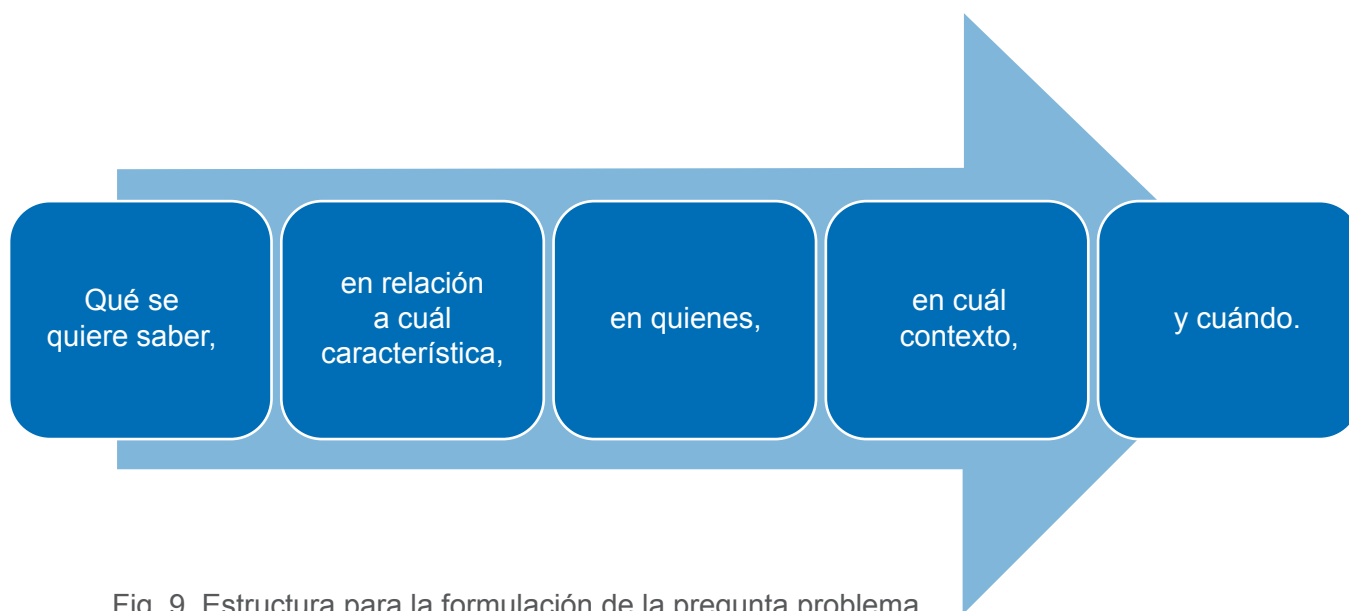 Qué se
quiere saber,
en relación
a cuál
característica,
en quienes,
en cuál
contexto,
y cuándo.
Fig. 9. Estructura para la formulación de la pregunta problema